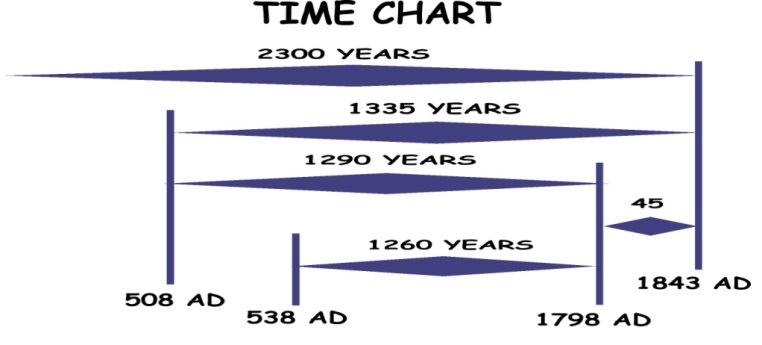 TIME CHART
2300 YEARS
1335 YEARS
1290 YEARS
45
1260 YEARS
1843 AD
508 AD
538 AD
1798 AD